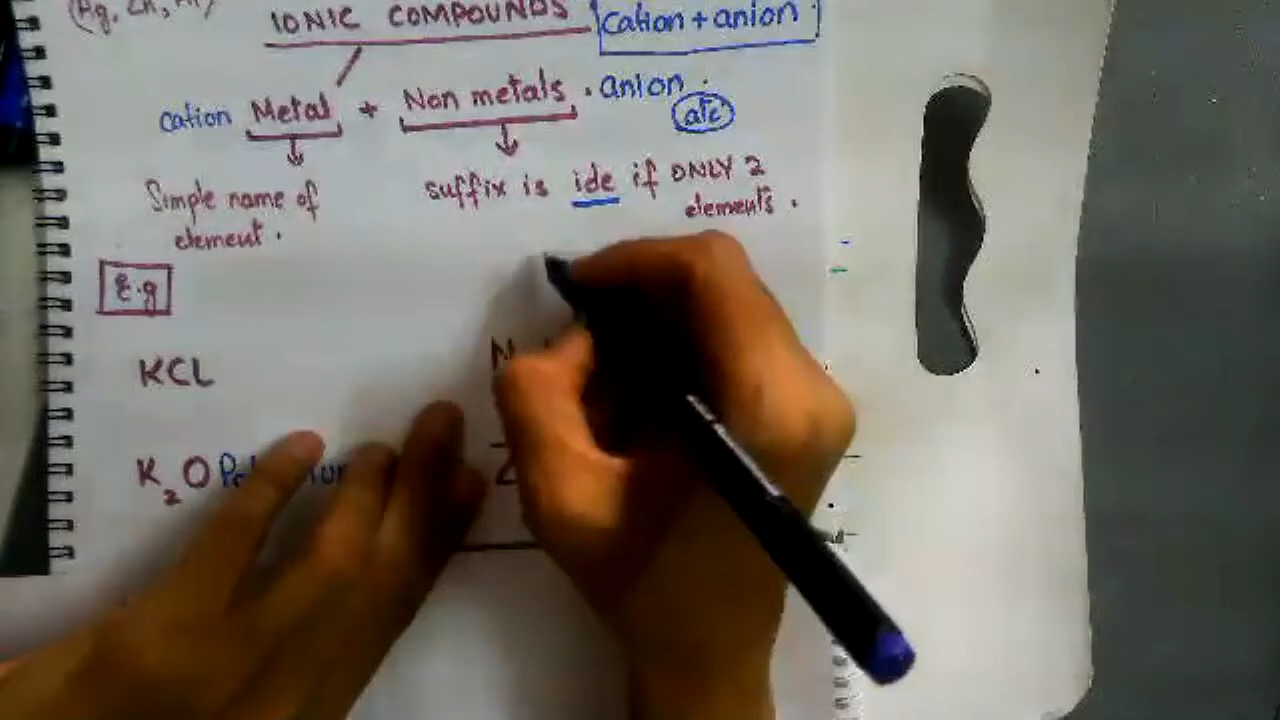 IONIC COMPOUNDS cation + anion
cation Metal + Non metals . anion .
ate
Simple name of element .
suffix is ide if ONLY 2 elements .
E.g
KCL
K2O